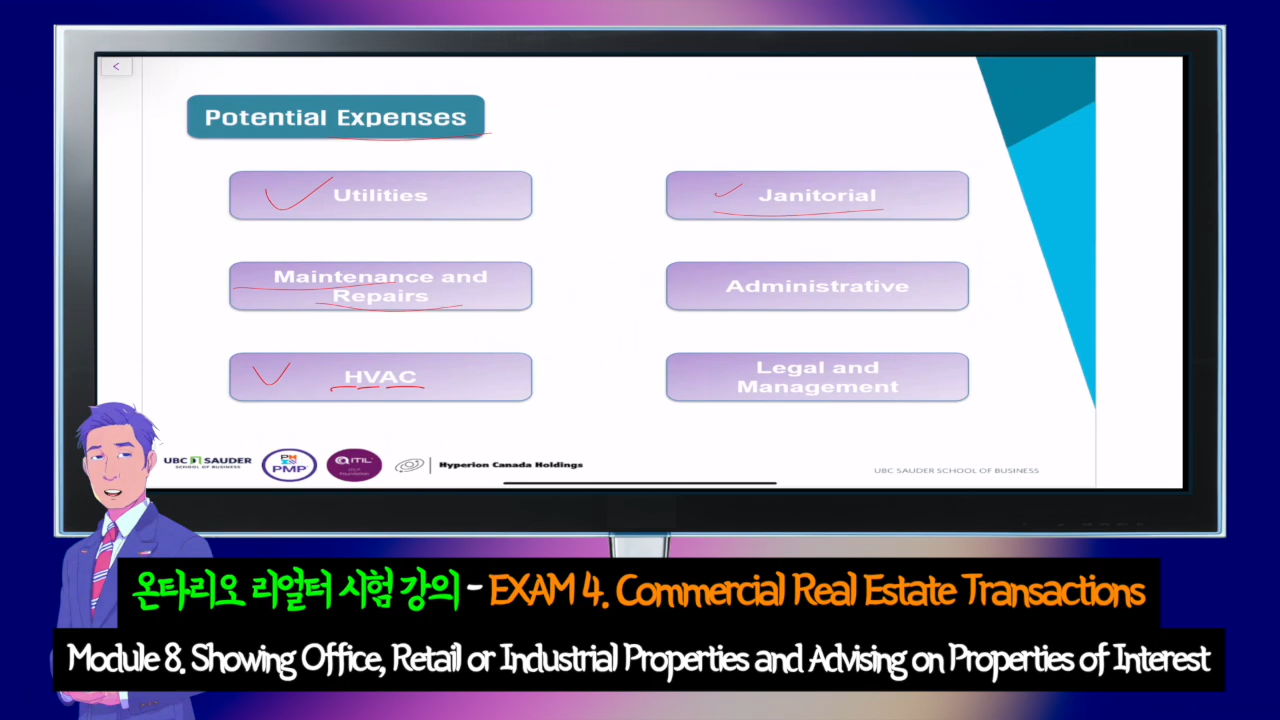 <
Potential Expenses
Utilities
Janitorial
Maintenance and
Repairs
Administrative
HVAC
Legal and
Management
UBC SAUDER
SCHOOL OF BUSINESS
PMP
ITIL
Foundation
Hyperion Canada Holdings
UBC SAUDER SCHOOL OF BUSINESS
온타리오 리얼터 시험 강의 - EXAM 4. Commercial Real Estate Transactions
Module 8. Showing Office, Retail or Industrial Properties and Advising on Properties of Interest